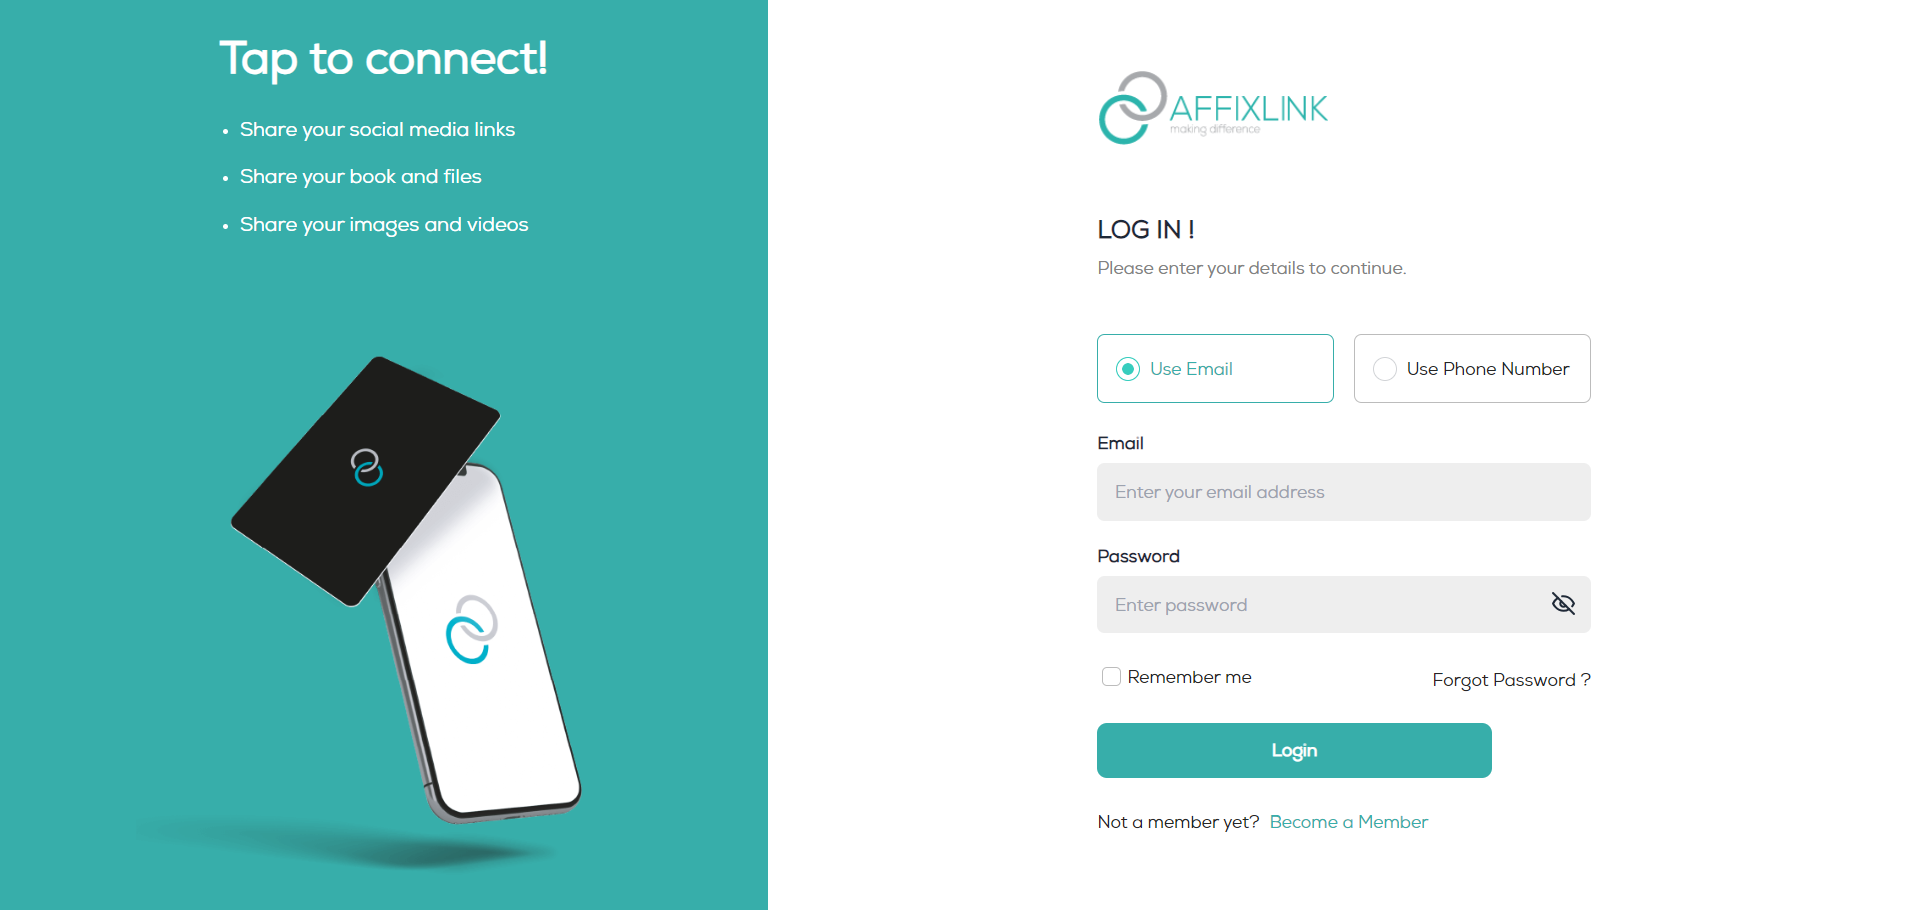 Tap to connect!
Share your social media links
Share your book and files
Share your images and videos
AFFIXLINK
making difference
LOG IN !
Please enter your details to continue.
Use Email
Use Phone Number
Email
Enter your email address
Password
Enter password
Remember me
Forgot Password ?
Login
Not a member yet? Become a Member